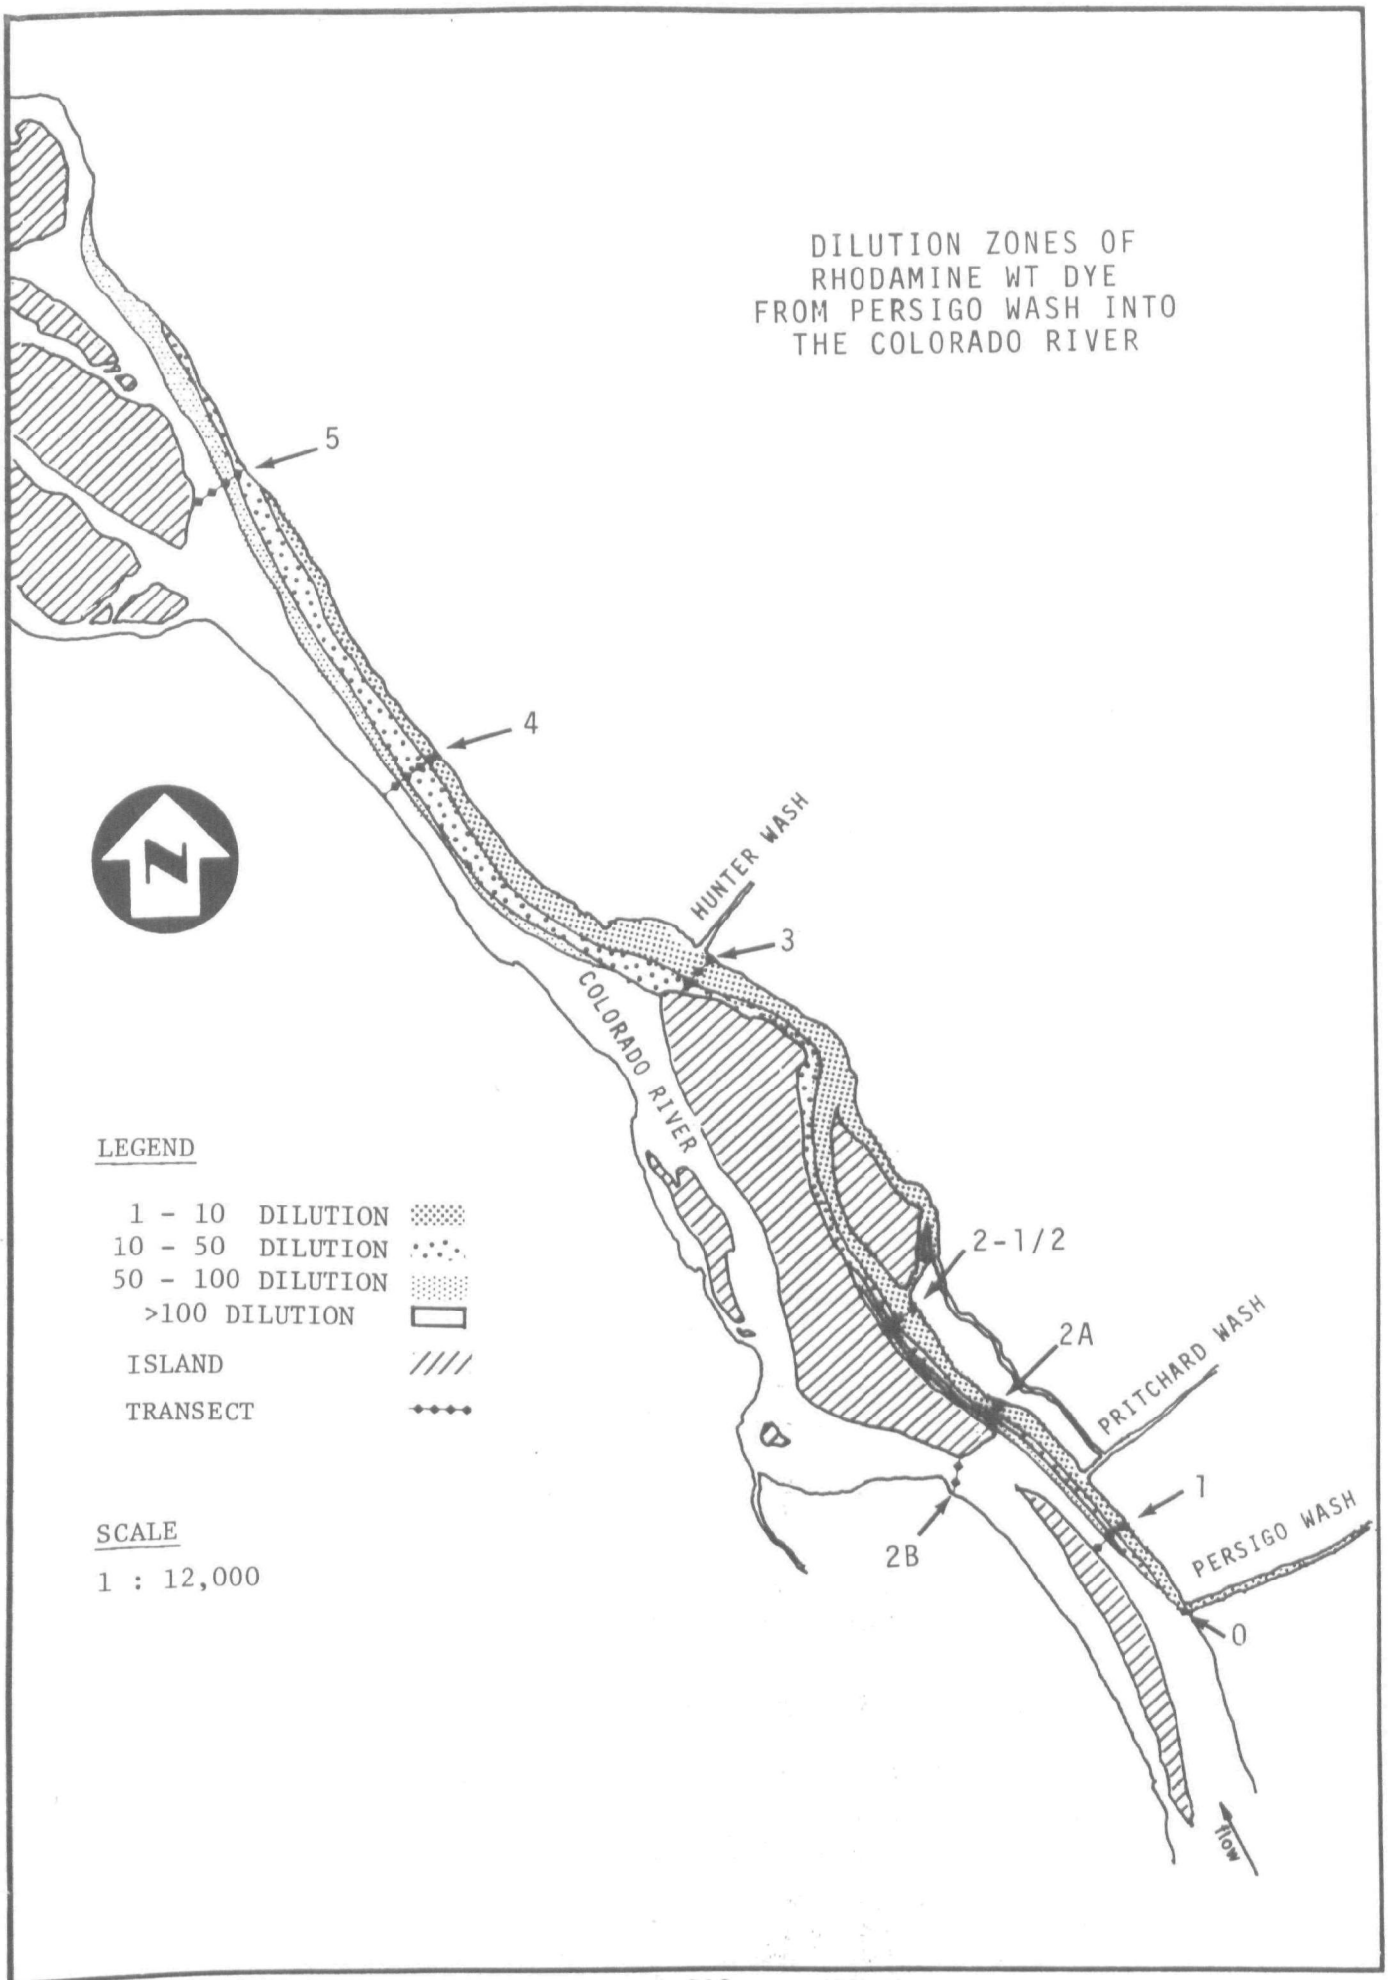 DILUTION ZONES OF
RHODAMINE WT DYE
FROM PERSIGO WASH INTO
THE COLORADO RIVER
5
4
HUNTER WASH
3
COLORADO RIVER
N
LEGEND
1 - 10 DILUTION
10 - 50 DILUTION
50 - 100 DILUTION
>100 DILUTION
ISLAND
TRANSECT
2-1/2
2A
PRITCHARD WASH
1
PERSIGO WASH
2B
0
SCALE
1 : 12,000
flow